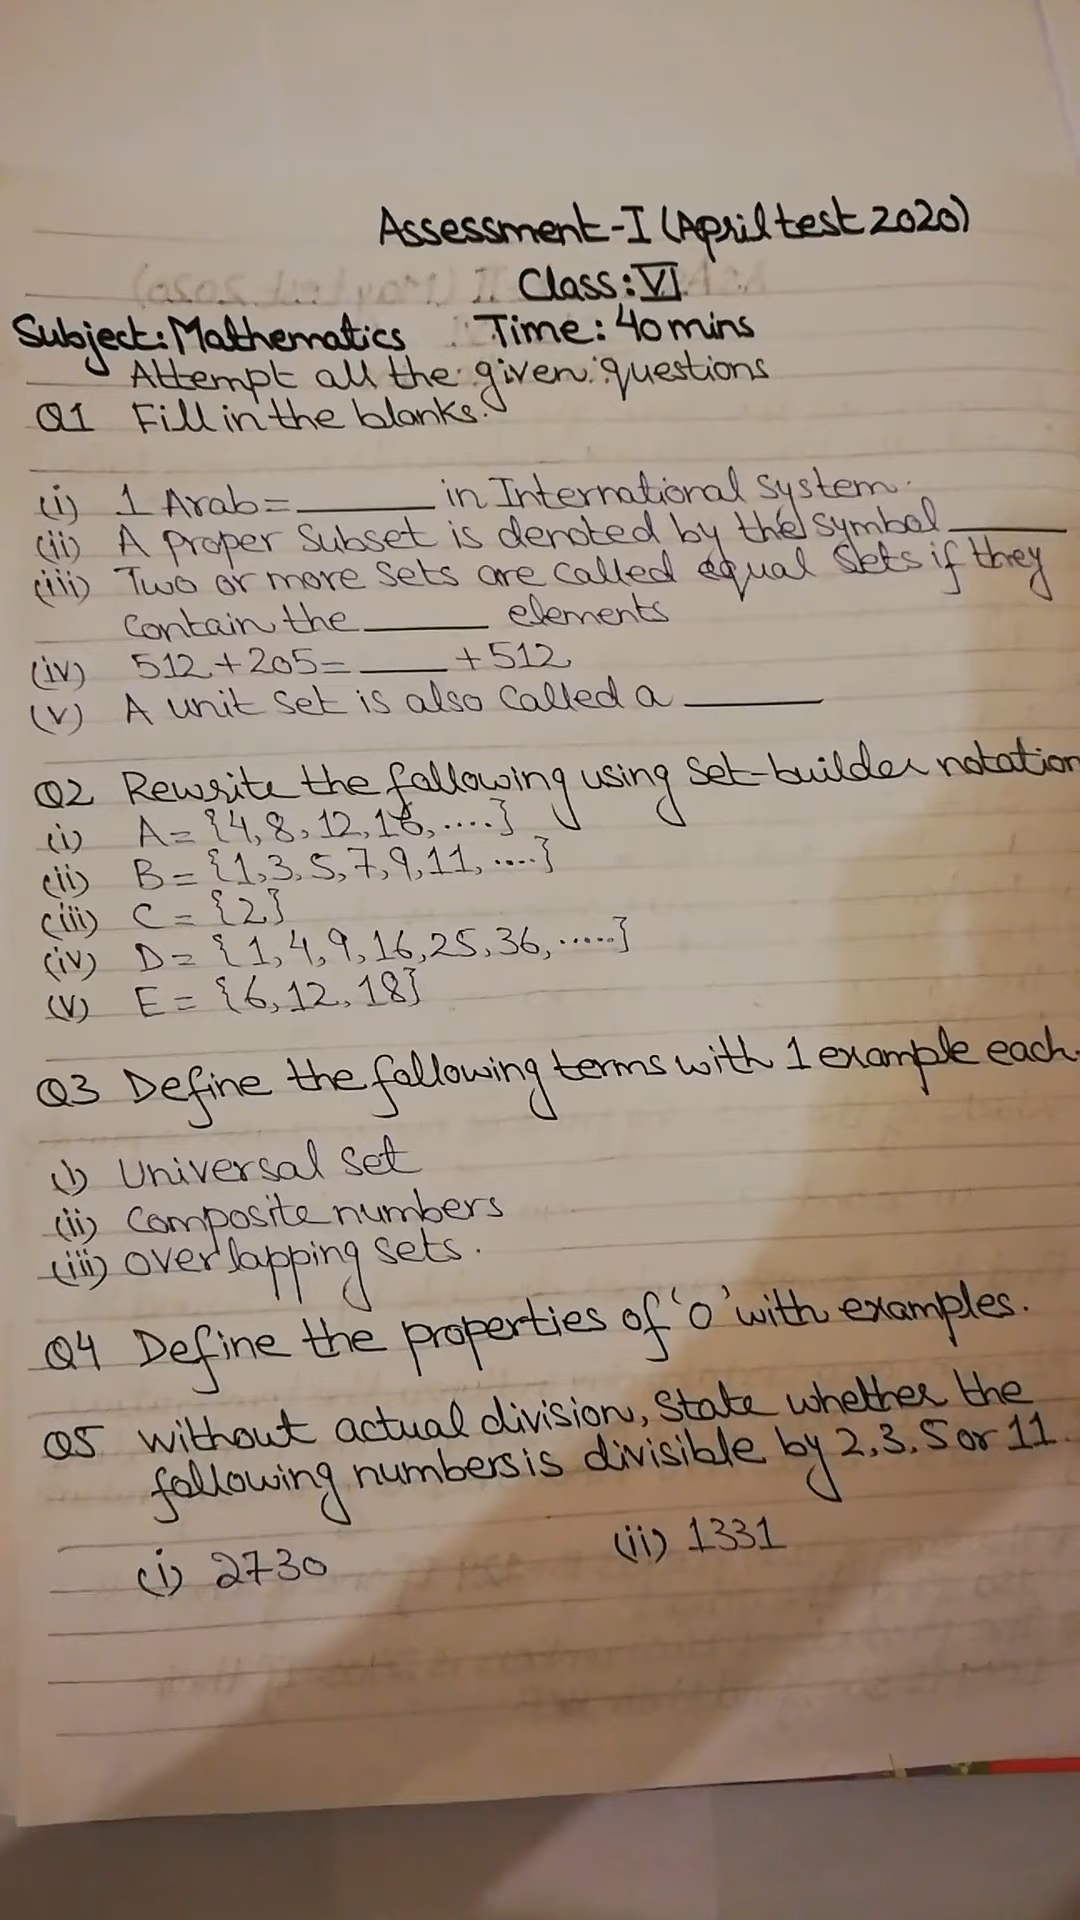 Assessment-I (April test 2020)
Class: VI
Subject: Mathematics Time: 40 mins
Attempt all the given questions
Q1 Fill in the blanks.
(i) 1 Arab = ______ in International system.
(ii) A proper Subset is denoted by the symbol ______
(iii) Two or more sets are called equal Sets if they
contain the ______ elements
(iv) 512 + 205 = ____ + 512
(v) A unit set is also called a ______
Q2 Rewrite the following using set-builder notation
(i) A = {4, 8, 12, 16, ....}
(ii) B = {1, 3, 5, 7, 9, 11, ....}
(iii) C = {2}
(iv) D = {1, 4, 9, 16, 25, 36, .....}
(v) E = {6, 12, 18}
Q3 Define the following terms with 1 example each.
(i) Universal set
(ii) Composite numbers
(iii) overlapping sets.
Q4 Define the properties of '0' with examples.
Q5 without actual division, State whether the
following numbers is divisible by 2, 3, 5 or 11.
(i) 2730 (ii) 1331